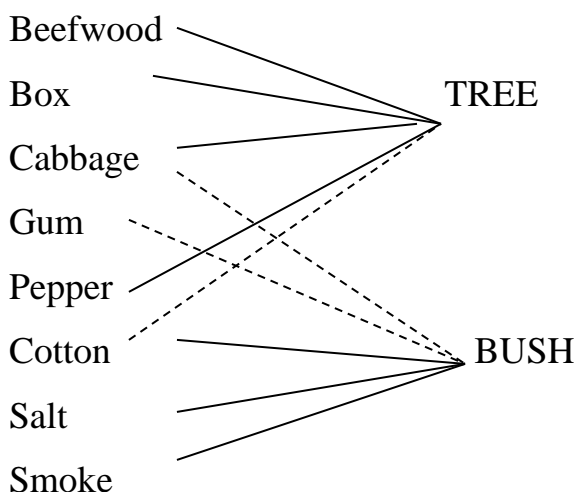 Beefwood
Box
TREE
Cabbage
Gum
Pepper
Cotton
BUSH
Salt
Smoke